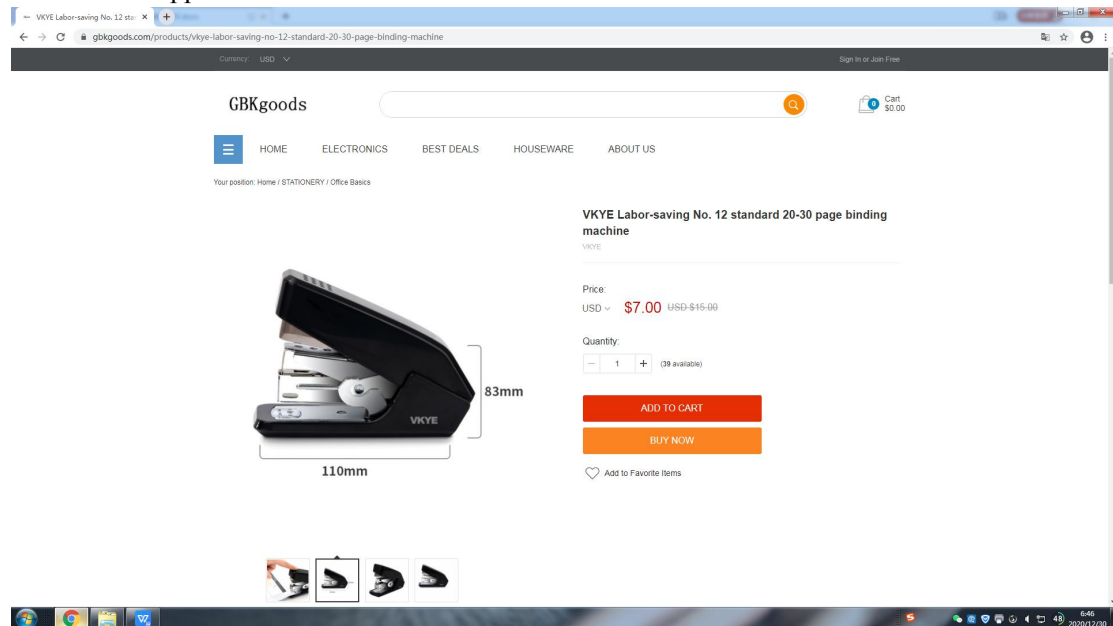 VKYE Labor-saving No. 12 sta
gbkgoods.com/products/vkye-labor-saving-no-12-standard-20-30-page-binding-machine
Currency: USD
Sign In or Join Free
GBKgoods
0
Cart
$0.00
HOME ELECTRONICS BEST DEALS HOUSEWARE ABOUT US
Your position: Home / STATIONERY / Office Basics
VKYE Labor-saving No. 12 standard 20-30 page binding
machine
VKYE
Price:
USD $7.00 USD $15.00
Quantity:
1 (39 available)
83mm
VKYE
110mm
ADD TO CART
BUY NOW
Add to Favorite Items
48
6:46
2020/12/30